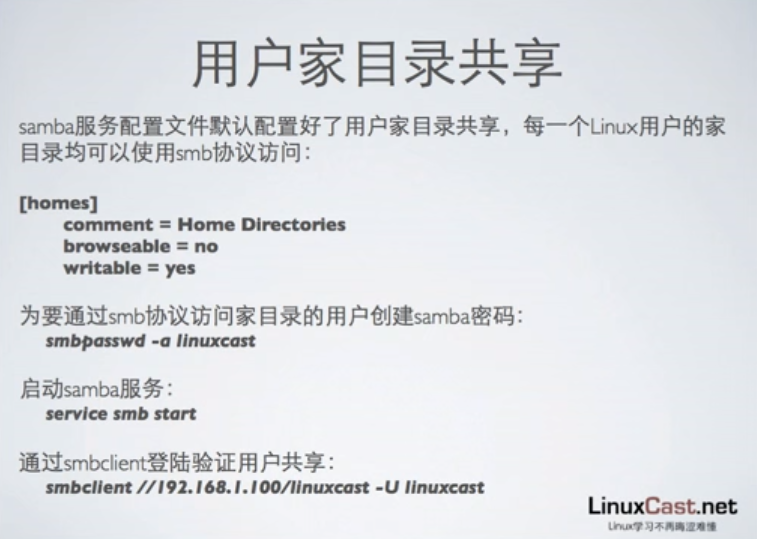 用户家目录共享
samba服务配置文件默认配置好了用户家目录共享，每一个Linux用户的家
目录均可以使用smb协议访问：
[homes]
comment = Home Directories
browseable = no
writable = yes
为要通过smb协议访问家目录的用户创建samba密码：
smbpasswd -a linuxcast
启动samba服务：
service smb start
通过smbclient登陆验证用户共享：
smbclient //192.168.1.100/linuxcast -U linuxcast
LinuxCast.net
Linux学习不再晦涩难懂